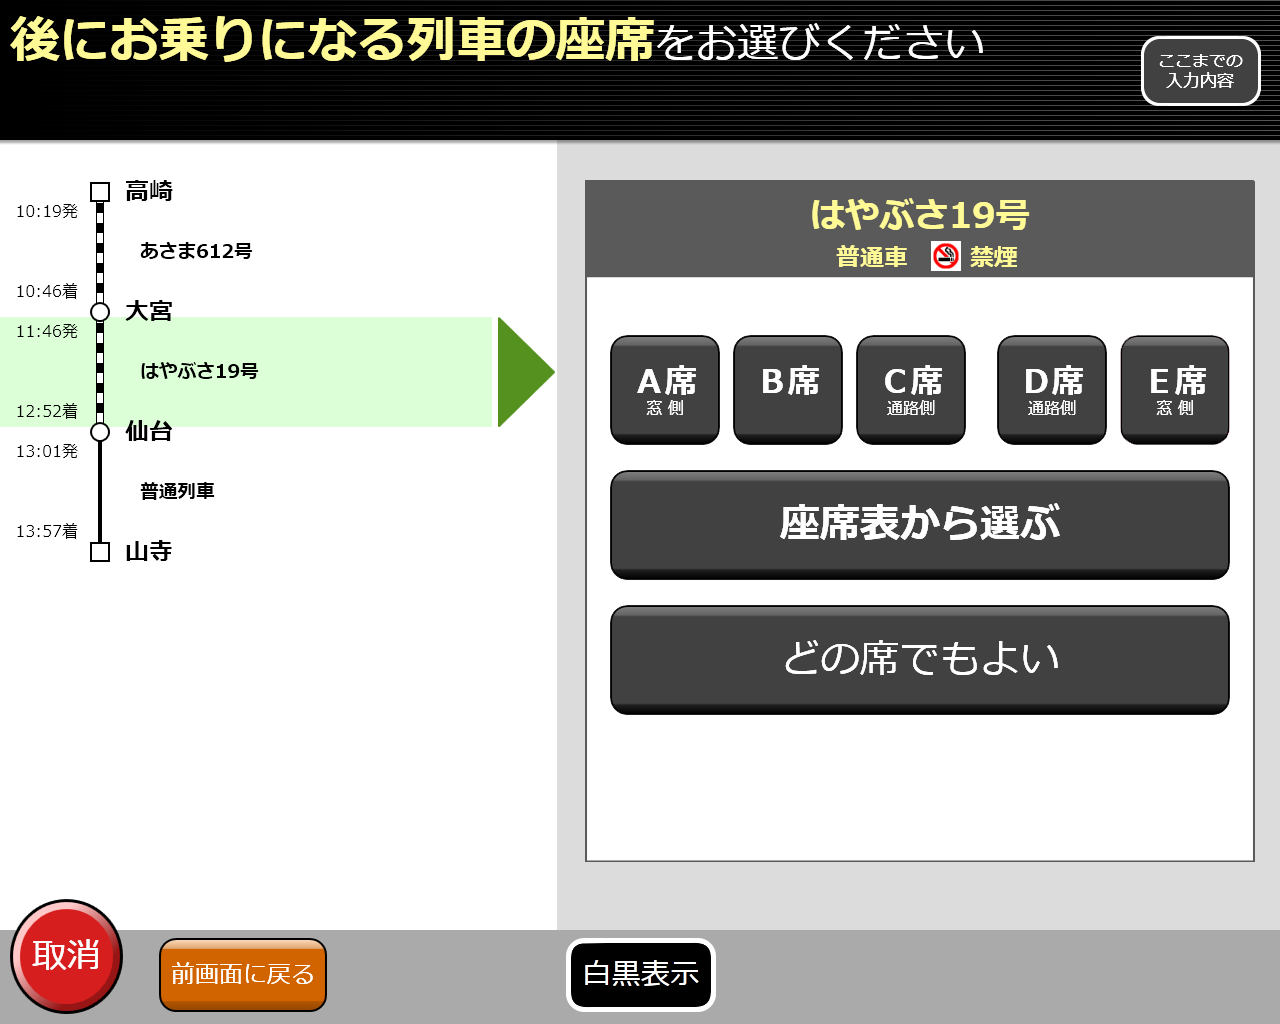 後にお乗りになる列車の座席をお選びください
ここまでの
入力内容
高崎
10:19発
あさま612号
10:46着
大宮
11:46発
はやぶさ19号
12:52着
仙台
13:01発
普通列車
13:57着
山寺
はやぶさ19号
普通車 禁煙
A席 B席 C席 D席 E席
窓側 通路側 通路側 窓側
座席表から選ぶ
どの席でもよい
取消
前画面に戻る
白黒表示